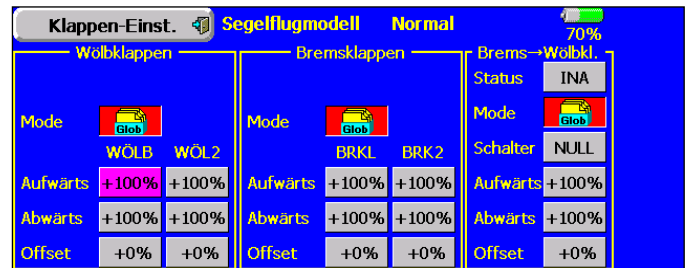 Klappen-Einst. Segelflugmodell Normal 70%
Wölbklappen
Mode Glob
WÖLB WÖL2
Aufwärts +100% +100%
Abwärts +100% +100%
Offset +0% +0%
Bremsklappen
Mode Glob
BRKL BRK2
Aufwärts +100% +100%
Abwärts +100% +100%
Offset +0% +0%
Brems→Wölbkl.
Status INA
Mode Glob
Schalter NULL
Aufwärts +100%
Abwärts +100%
Offset +0%